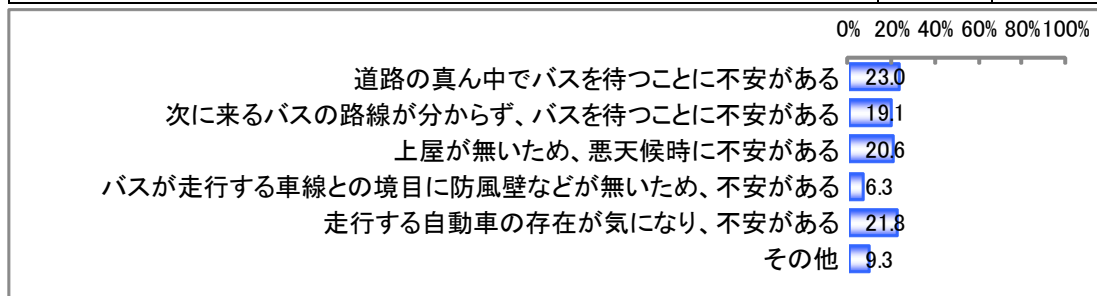 0% 20% 40% 60% 80%100%
道路の真ん中でバスを待つことに不安がある 23.0
次に来るバスの路線が分からず、バスを待つことに不安がある 19.1
上屋が無いため、悪天候時に不安がある 20.6
バスが走行する車線との境目に防風壁などが無いため、不安がある 6.3
走行する自動車の存在が気になり、不安がある 21.8
その他 9.3